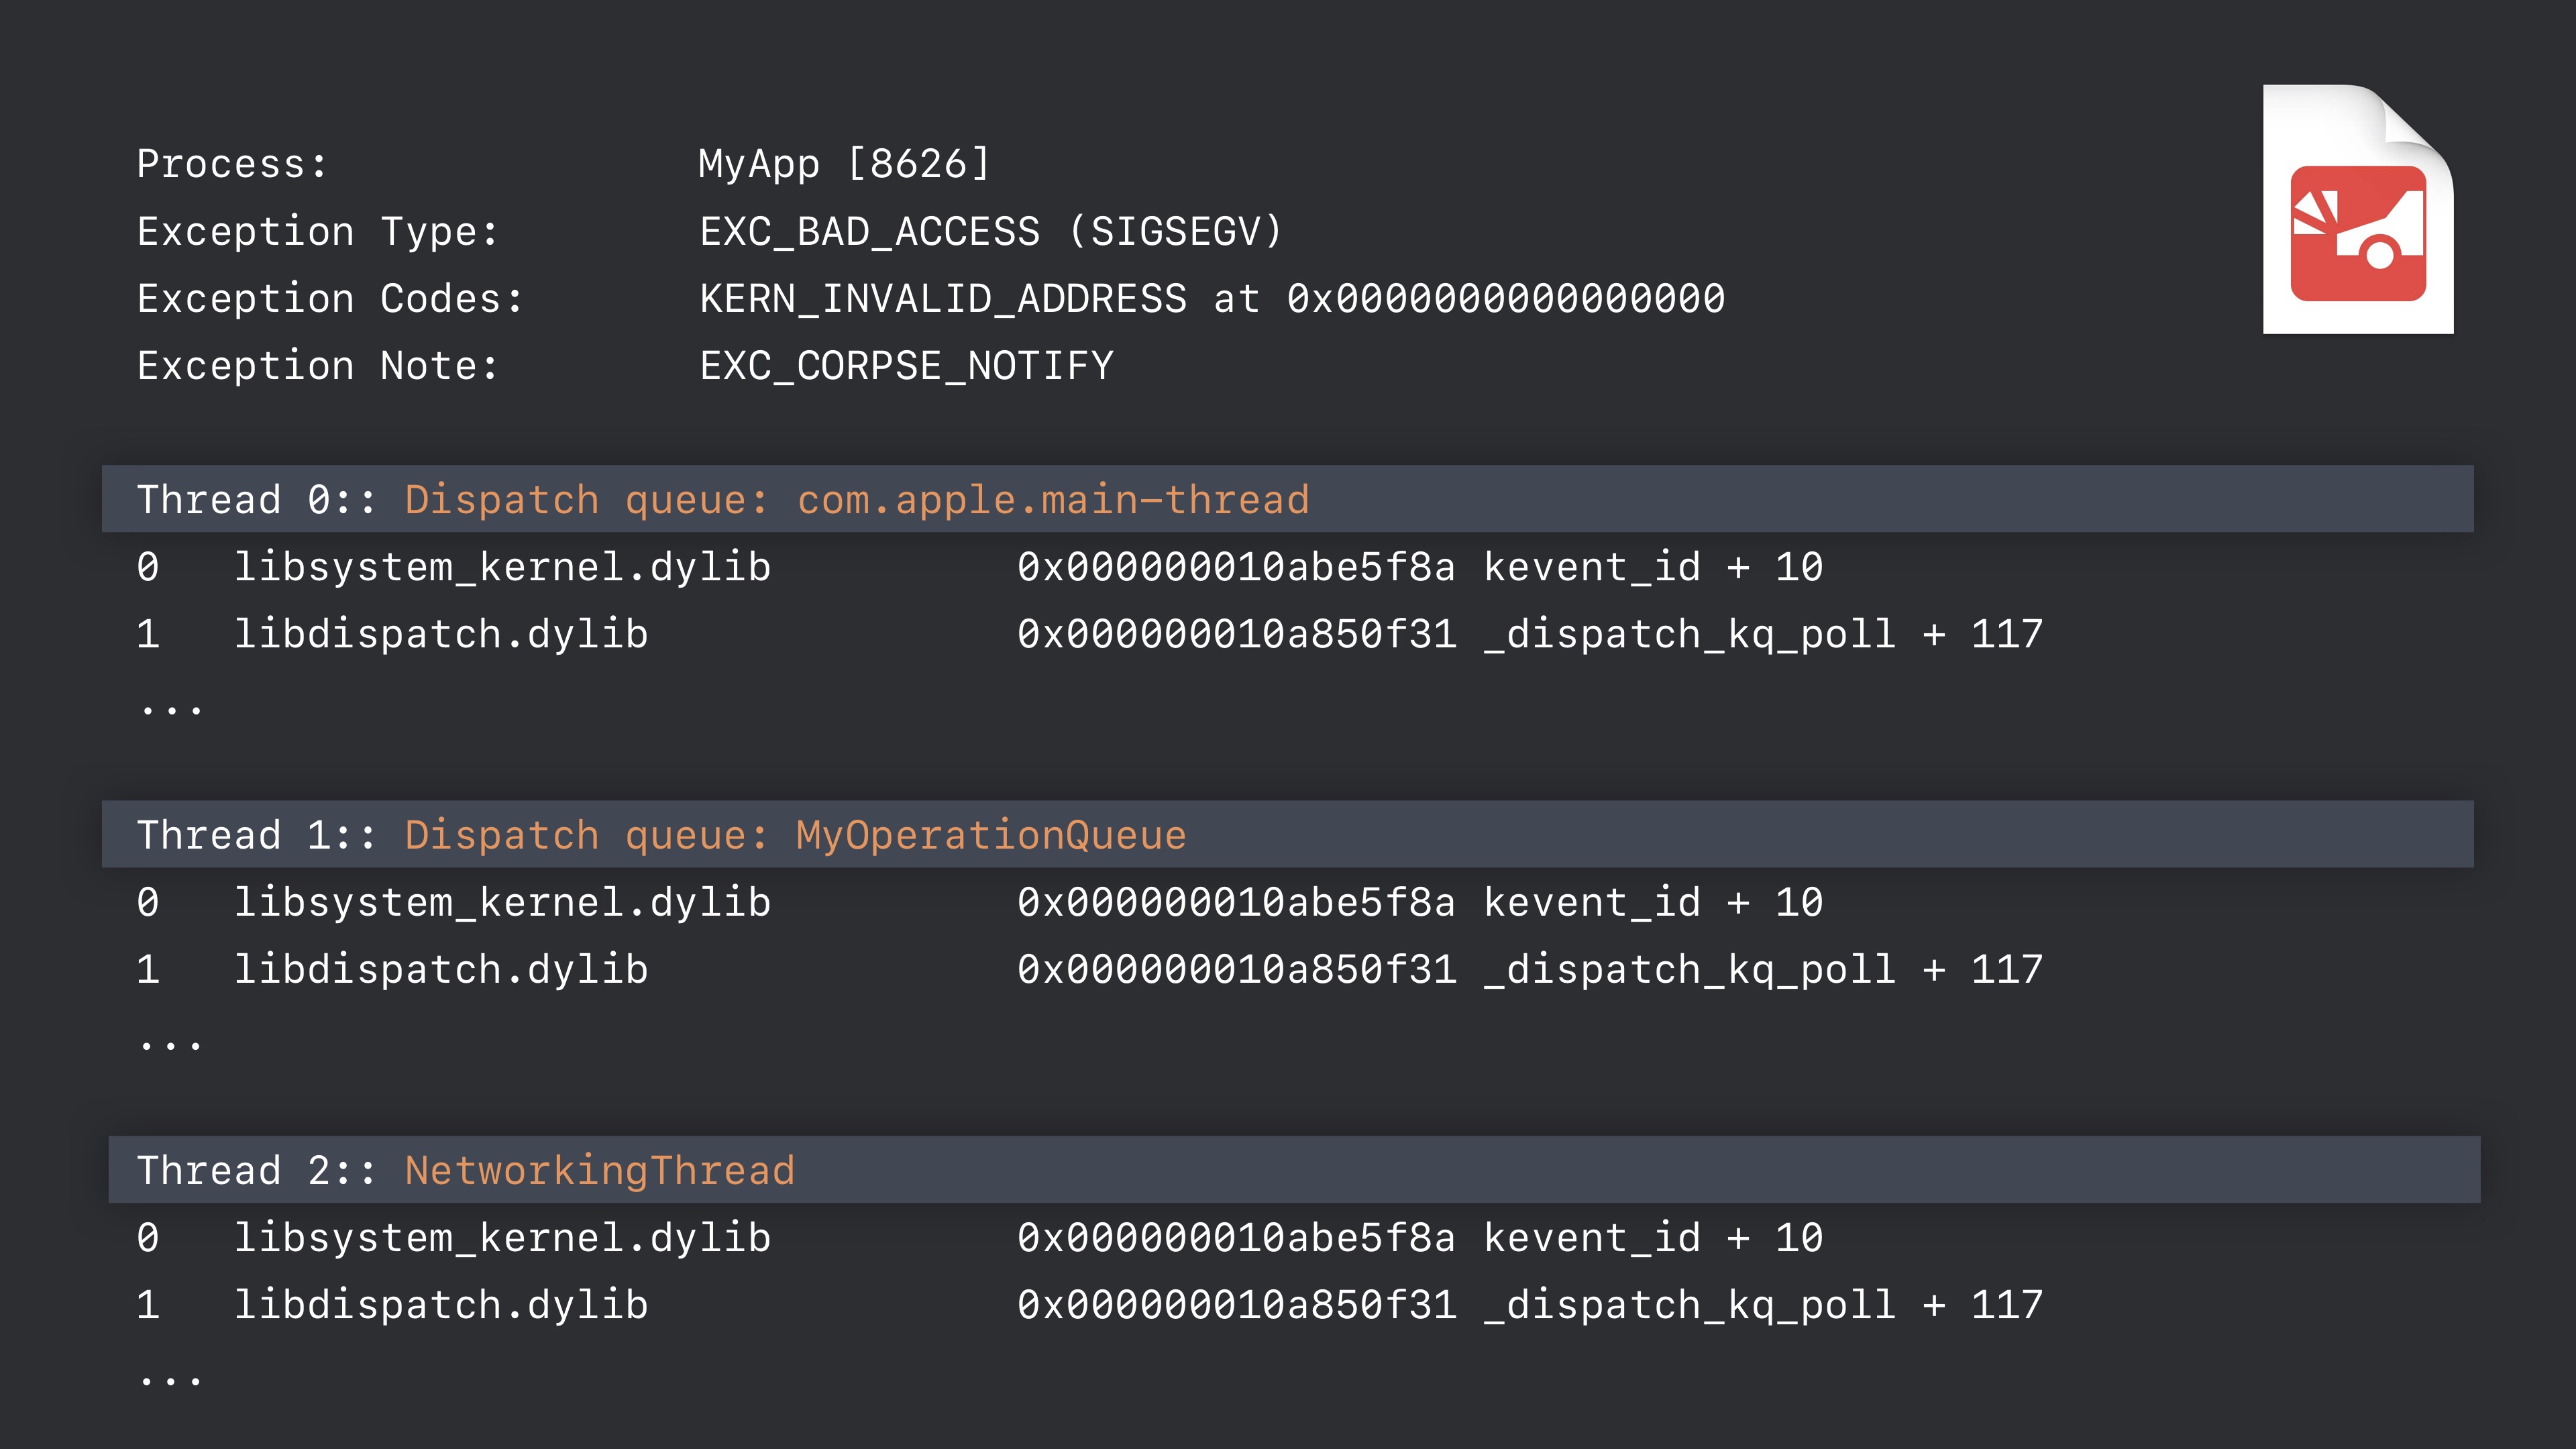 Process: MyApp [8626]
Exception Type: EXC_BAD_ACCESS (SIGSEGV)
Exception Codes: KERN_INVALID_ADDRESS at 0x0000000000000000
Exception Note: EXC_CORPSE_NOTIFY
Thread 0:: Dispatch queue: com.apple.main-thread
0 libsystem_kernel.dylib 0x000000010abe5f8a kevent_id + 10
1 libdispatch.dylib 0x000000010a850f31 _dispatch_kq_poll + 117
...
Thread 1:: Dispatch queue: MyOperationQueue
0 libsystem_kernel.dylib 0x000000010abe5f8a kevent_id + 10
1 libdispatch.dylib 0x000000010a850f31 _dispatch_kq_poll + 117
...
Thread 2:: NetworkingThread
0 libsystem_kernel.dylib 0x000000010abe5f8a kevent_id + 10
1 libdispatch.dylib 0x000000010a850f31 _dispatch_kq_poll + 117
...